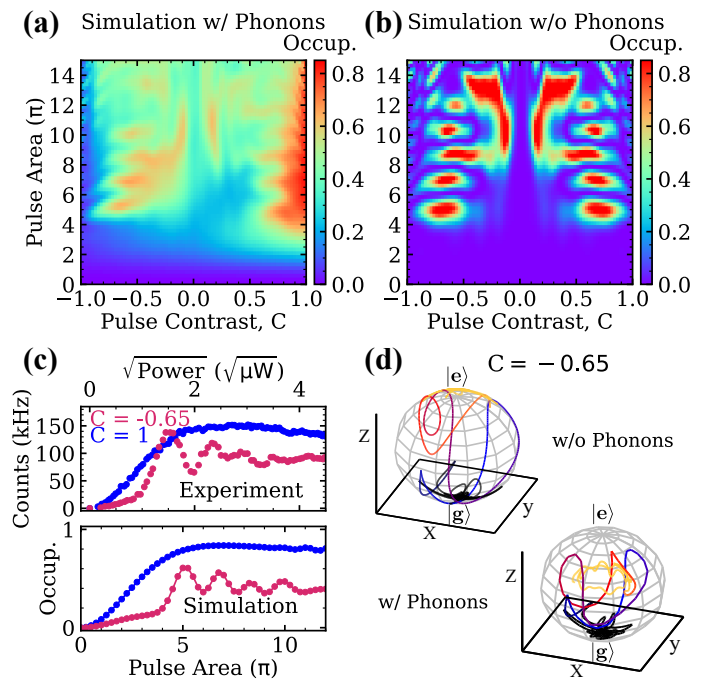 (a) Simulation w/ Phonons
Occup.
(b) Simulation w/o Phonons
Occup.
Pulse Area (π)
14
12
10
8
6
4
2
0
−1.0 −0.5 0.0 0.5 1.0
Pulse Contrast, C
0.8
0.6
0.4
0.2
0.0
14
12
10
8
6
4
2
0
−1.0 −0.5 0.0 0.5 1.0
Pulse Contrast, C
0.8
0.6
0.4
0.2
0.0
(c) √Power (√μW)
0 2 4
Counts (kHz)
150
100
50
0
C = -0.65
C = 1
Experiment
Occup.
1
0
Simulation
0 5 10
Pulse Area (π)
(d) C = −0.65
|e⟩
Z
w/o Phonons
|g⟩
X
y
|e⟩
Z
w/ Phonons
|g⟩
X
y